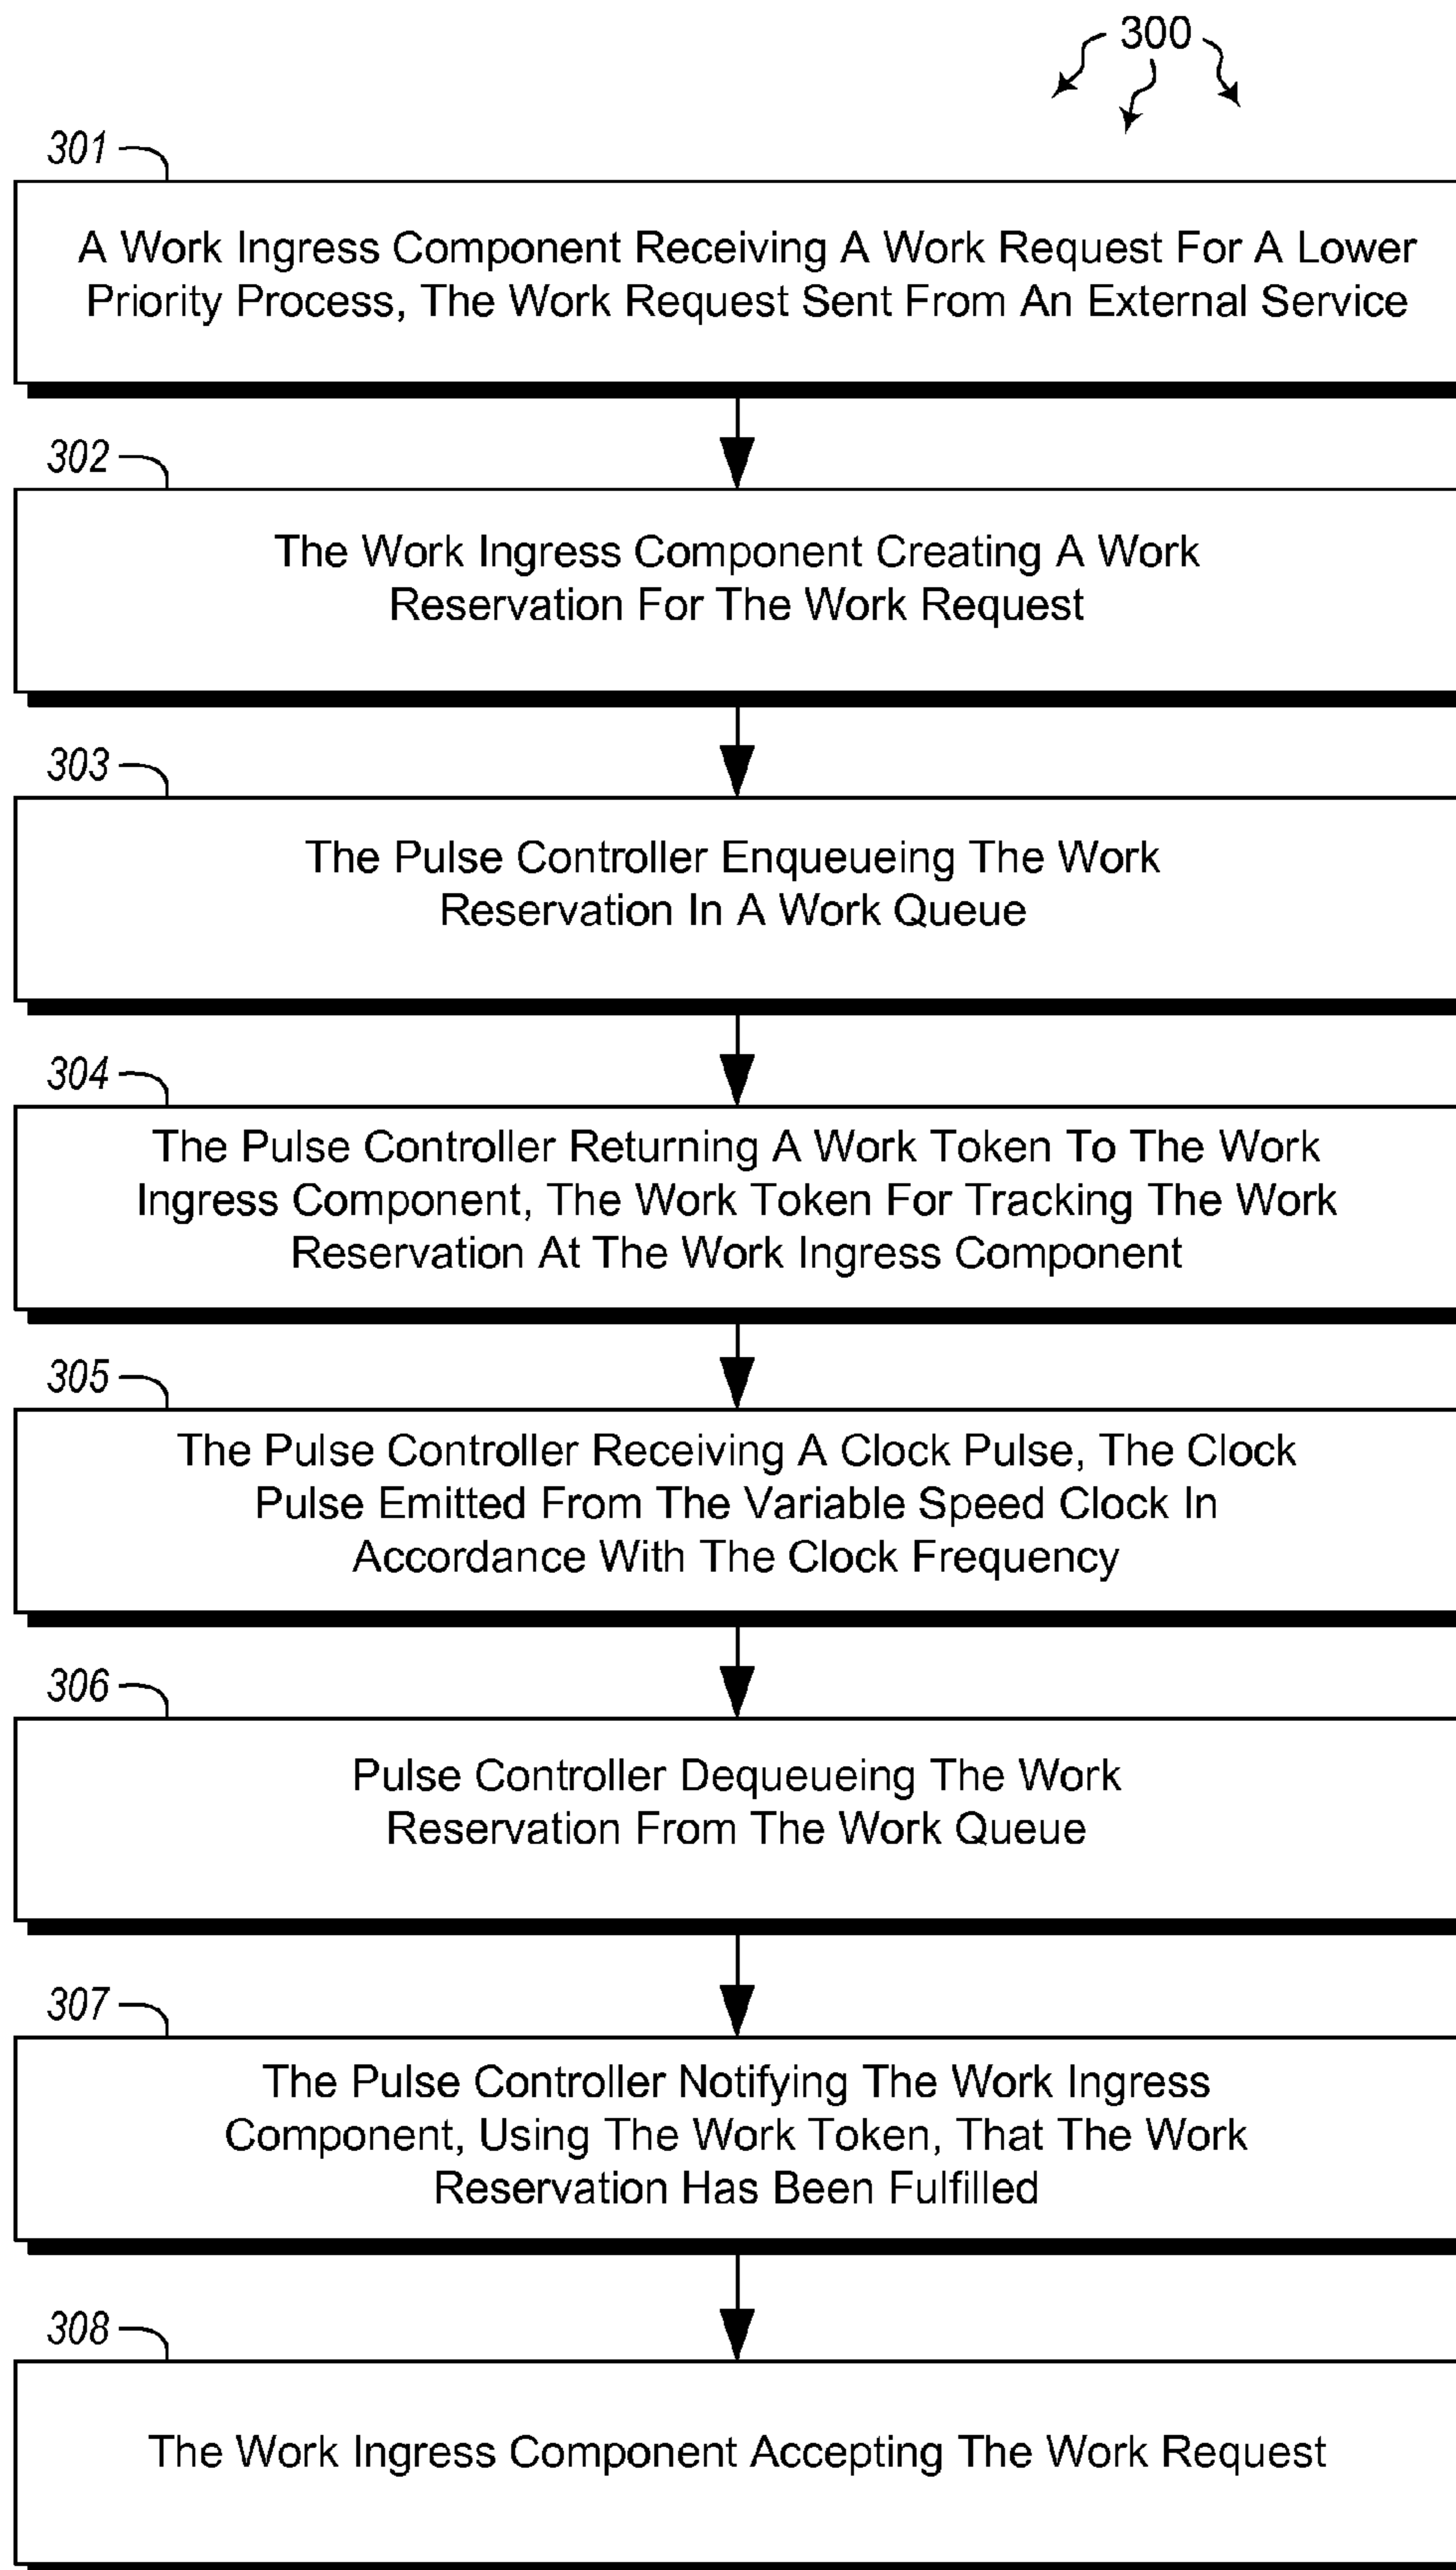 300
301
A Work Ingress Component Receiving A Work Request For A Lower
Priority Process, The Work Request Sent From An External Service
302
The Work Ingress Component Creating A Work
Reservation For The Work Request
303
The Pulse Controller Enqueueing The Work
Reservation In A Work Queue
304
The Pulse Controller Returning A Work Token To The Work
Ingress Component, The Work Token For Tracking The Work
Reservation At The Work Ingress Component
305
The Pulse Controller Receiving A Clock Pulse, The Clock
Pulse Emitted From The Variable Speed Clock In
Accordance With The Clock Frequency
306
Pulse Controller Dequeueing The Work
Reservation From The Work Queue
307
The Pulse Controller Notifying The Work Ingress
Component, Using The Work Token, That The Work
Reservation Has Been Fulfilled
308
The Work Ingress Component Accepting The Work Request